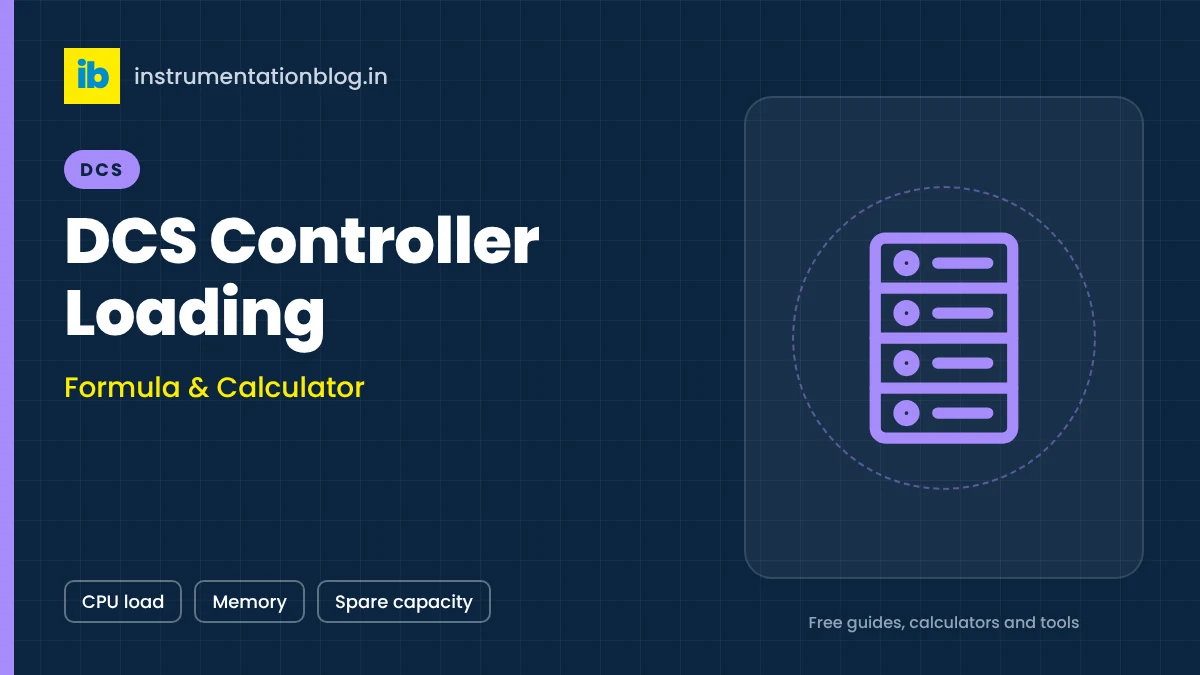 ib
instrumentationblog.in
DCS
DCS Controller
Loading
Formula & Calculator
CPU load
Memory
Spare capacity
Free guides, calculators and tools